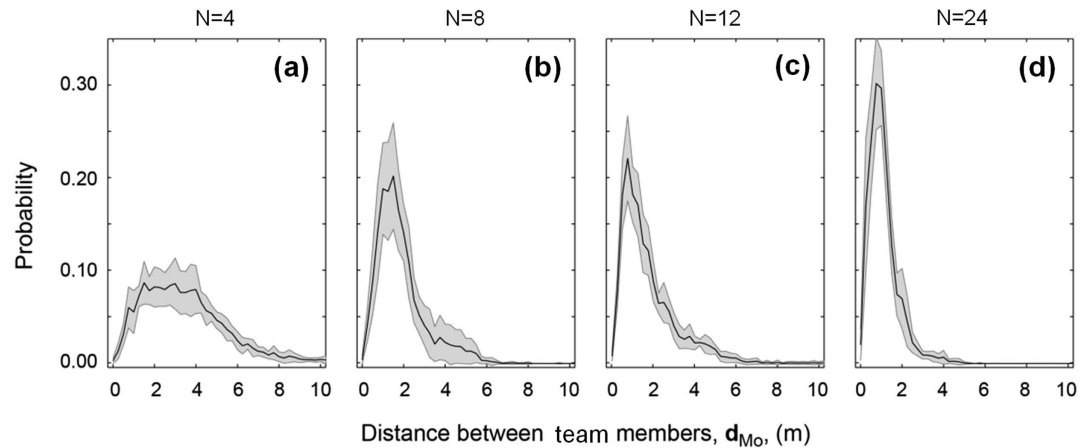 N=4 N=8 N=12 N=24
(a) (b) (c) (d)
0.30
0.20
0.10
0.00
Probability
0 2 4 6 8 10 0 2 4 6 8 10 0 2 4 6 8 10 0 2 4 6 8 10
Distance between team members, d_Mo, (m)